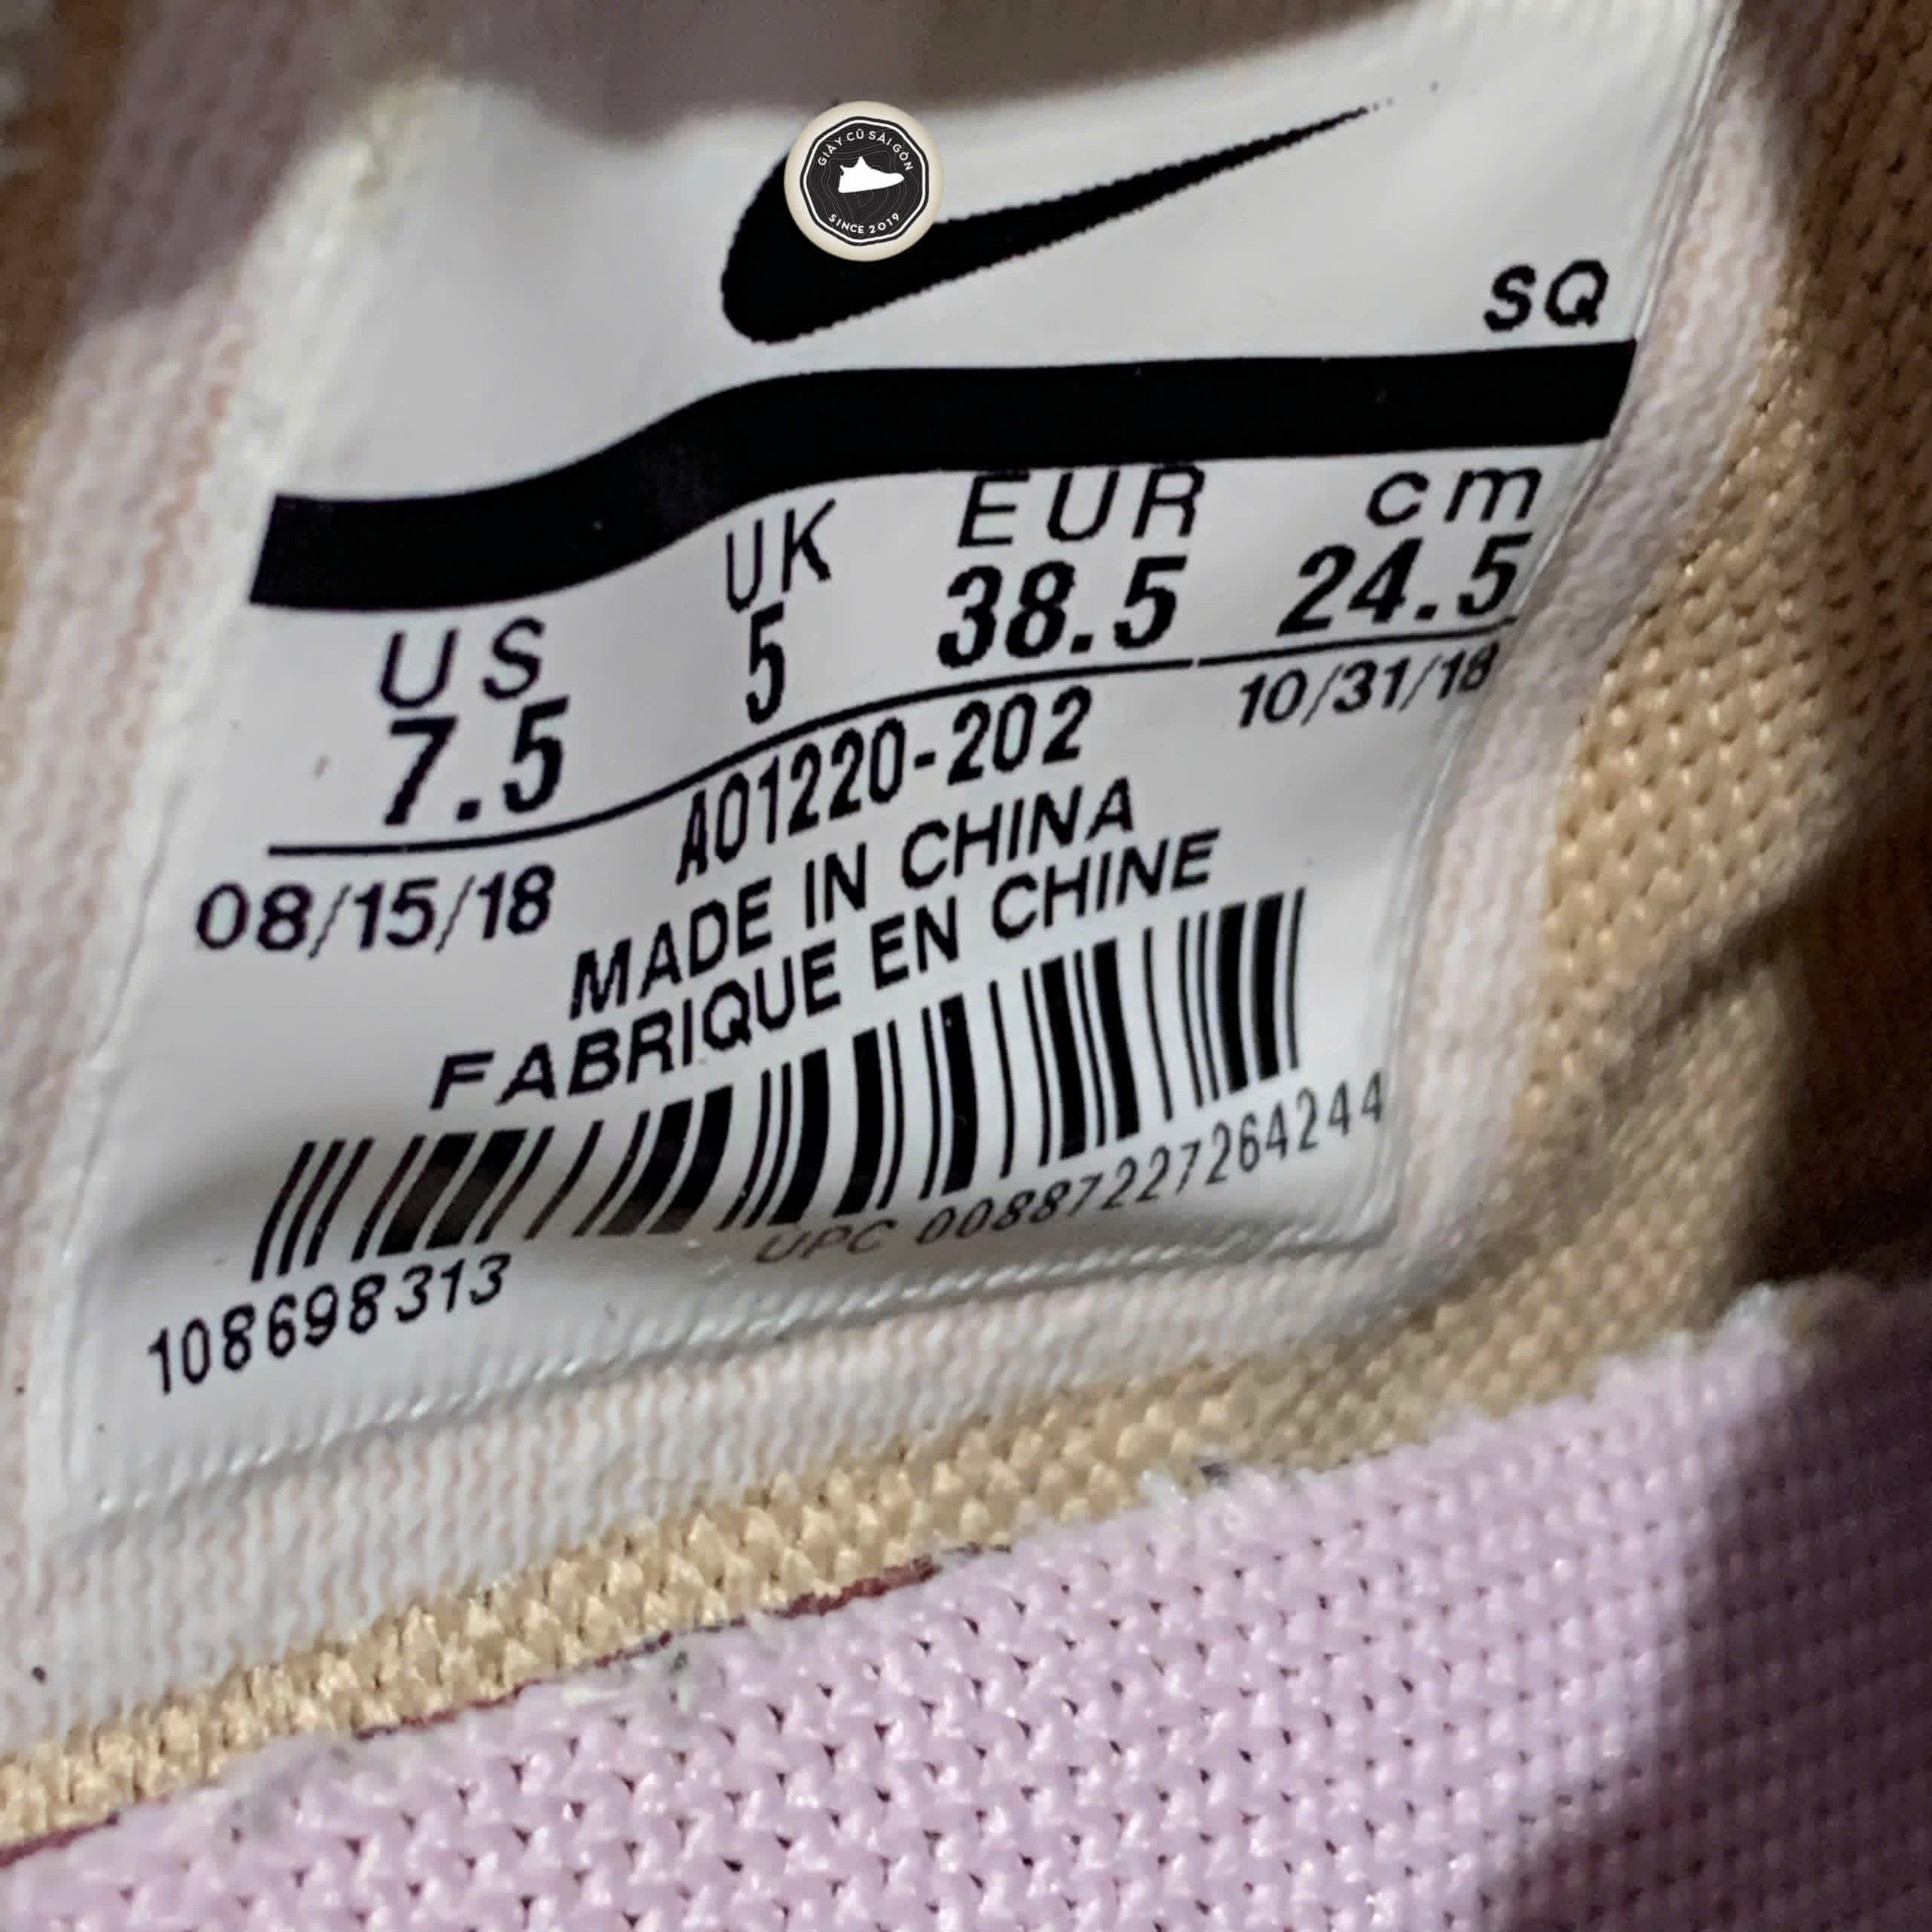 GIÀY CŨ SÀI GÒN
SINCE 2019
SQ
US UK EUR cm
7.5 5 38.5 24.5
08/15/18 AO1220-202 10/31/18
MADE IN CHINA
FABRIQUE EN CHINE
108698313 UPC 00887227264244